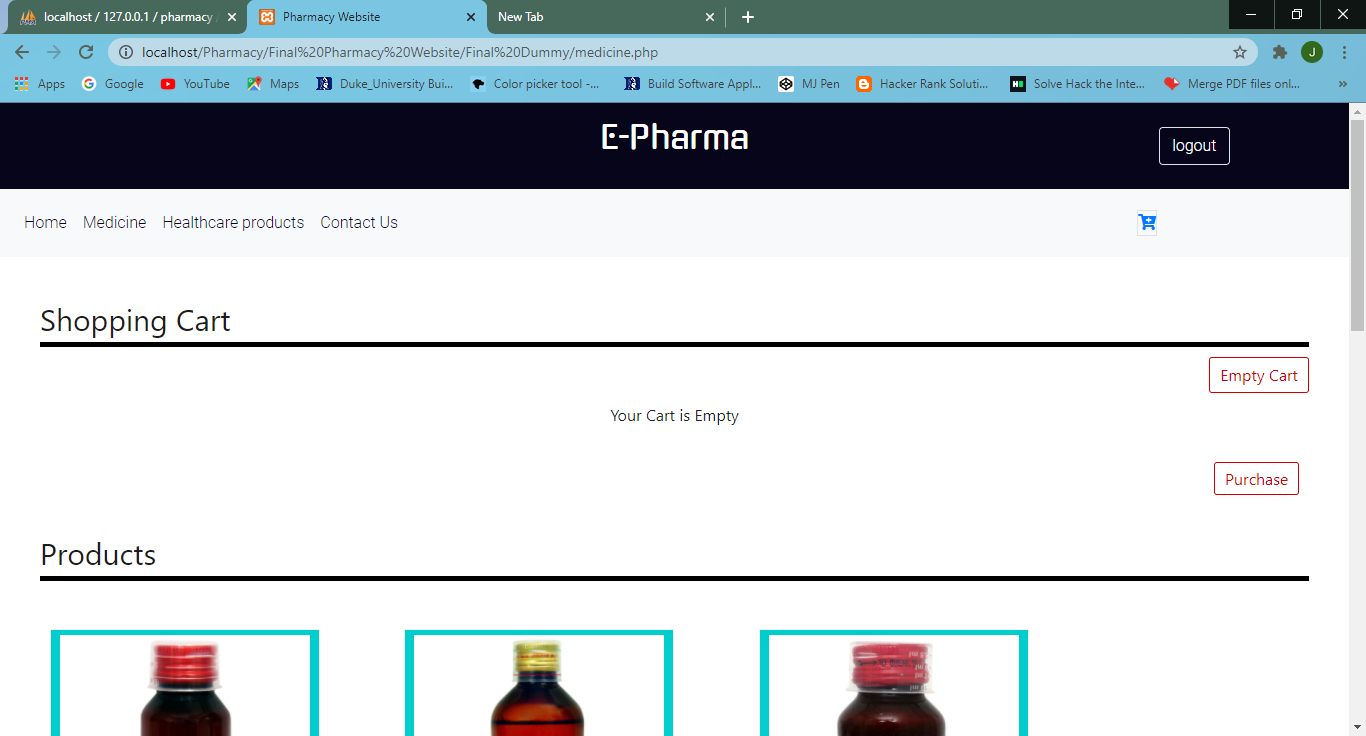 localhost / 127.0.0.1 / pharmacy
Pharmacy Website
New Tab
localhost/Pharmacy/Final%20Pharmacy%20Website/Final%20Dummy/medicine.php
J
Apps
Google
YouTube
Maps
Duke_University Bui...
Color picker tool -...
Build Software Appl...
MJ Pen
Hacker Rank Soluti...
Solve Hack the Inte...
Merge PDF files onl...
»
E-Pharma
logout
Home
Medicine
Healthcare products
Contact Us
Shopping Cart
Empty Cart
Your Cart is Empty
Purchase
Products